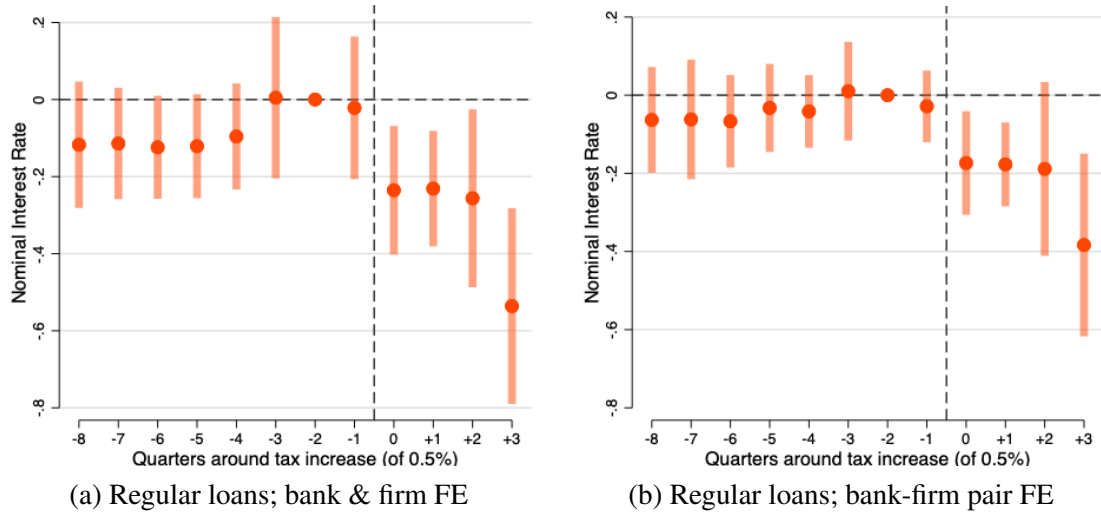 .2
0
-.2
-.4
-.6
-.8
Nominal Interest Rate
-8 -7 -6 -5 -4 -3 -2 -1 0 +1 +2 +3
Quarters around tax increase (of 0.5%)
(a) Regular loans; bank & firm FE
.2
0
-.2
-.4
-.6
-.8
Nominal Interest Rate
-8 -7 -6 -5 -4 -3 -2 -1 0 +1 +2 +3
Quarters around tax increase (of 0.5%)
(b) Regular loans; bank-firm pair FE